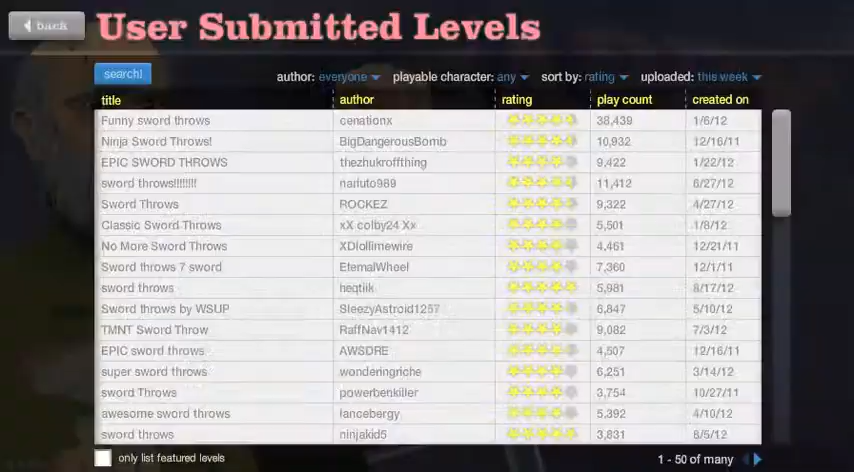 back
User Submitted Levels
search!
author: everyone playable character: any sort by: rating uploaded: this week
title author rating play count created on
Funny sword throws cenationx 38,439 1/6/12
Ninja Sword Throws! BigDangerousBomb 10,932 12/16/11
EPIC SWORD THROWS thezhukroffthing 9,422 1/22/12
sword throws!!!!!!!! naruto989 11,412 6/27/12
Sword Throws ROCKEZ 9,322 4/27/12
Classic Sword Throws xX colby24 Xx 5,501 1/8/12
No More Sword Throws XDlollimewire 4,461 12/21/11
Sword throws 7 sword EternalWheel 7,360 12/1/11
sword throws heqtiik 5,981 8/17/12
Sword throws by WSUP SleezyAstroid1257 6,847 5/10/12
TMNT Sword Throw RaffNav1412 9,082 7/3/12
EPIC sword throws. AWSDRE 4,507 12/16/11
super sword throws wonderingriche 6,251 3/14/12
sword Throws powerbenkiller 3,754 10/27/11
awesome sword throws lancebergy 5,392 4/10/12
sword throws ninjakid5 3,831 6/5/12
only list featured levels 1 - 50 of many